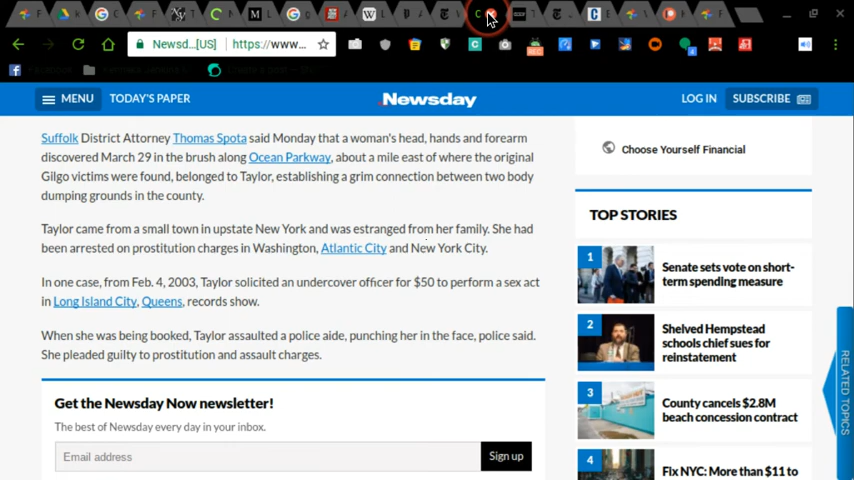 Newsd...[US]
https://www...
MENU
TODAY'S PAPER
Newsday
LOG IN
SUBSCRIBE
Suffolk District Attorney Thomas Spota said Monday that a woman's head, hands and forearm
discovered March 29 in the brush along Ocean Parkway, about a mile east of where the original
Gilgo victims were found, belonged to Taylor, establishing a grim connection between two body
dumping grounds in the county.
Taylor came from a small town in upstate New York and was estranged from her family. She had
been arrested on prostitution charges in Washington, Atlantic City and New York City.
In one case, from Feb. 4, 2003, Taylor solicited an undercover officer for $50 to perform a sex act
in Long Island City, Queens, records show.
When she was being booked, Taylor assaulted a police aide, punching her in the face, police said.
She pleaded guilty to prostitution and assault charges.
Get the Newsday Now newsletter!
The best of Newsday every day in your inbox.
Email address
Sign up
Choose Yourself Financial
TOP STORIES
1
Senate sets vote on short-
term spending measure
2
Shelved Hempstead
schools chief sues for
reinstatement
3
County cancels $2.8M
beach concession contract
4
Fix NYC: More than $11 to
RELATED TOPICS